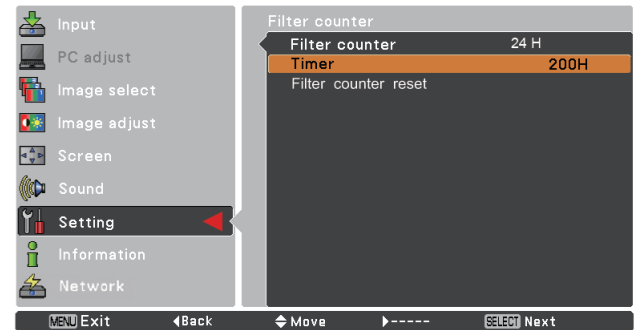 Input
PC adjust
Image select
Image adjust
Screen
Sound
Setting
Information
Network
Filter counter
Filter counter 24 H
Timer 200H
Filter counter reset
MENU Exit ◀Back Move ▶----- SELECT Next